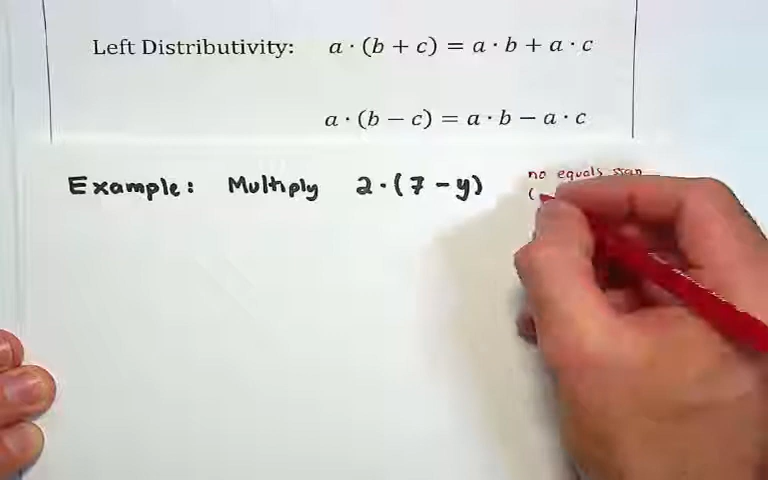 Left Distributivity: a · (b + c) = a · b + a · c
a · (b − c) = a · b − a · c
Example: Multiply 2 · (7 − y) no equals sign
(